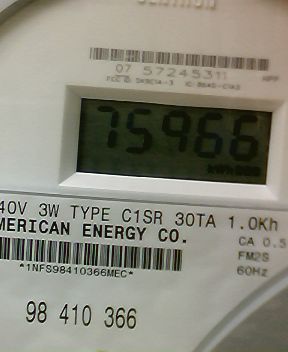 07 57245311
75966
kWh
40V 3W TYPE C1SR 30TA 1.0Kh
MERICAN ENERGY CO.
CA 0.5
*1NFS98410366MEC*
FM2S
60Hz
98 410 366